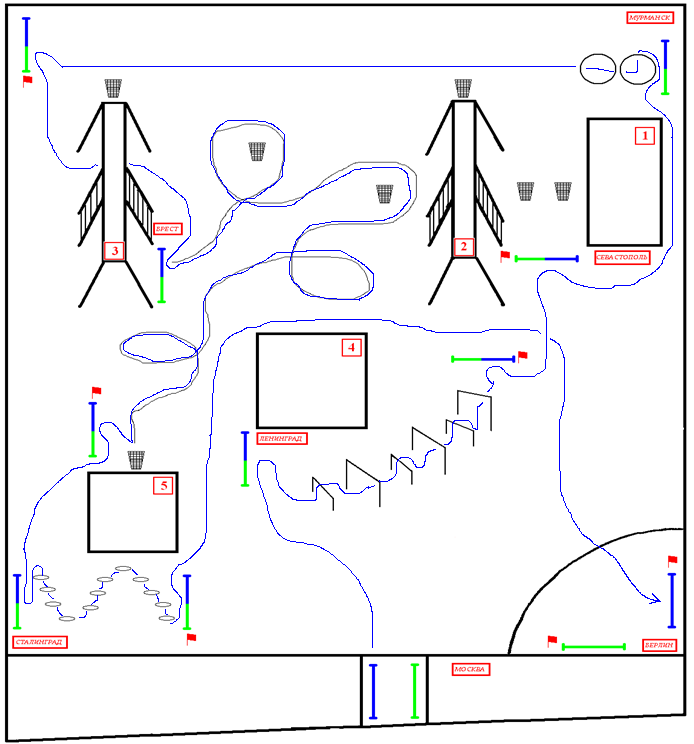 МУРМАНСК
1
БРЕСТ
3
2
СЕВАСТОПОЛЬ
4
ЛЕНИНГРАД
5
СТАЛИНГРАД
БЕРЛИН
МОСКВА